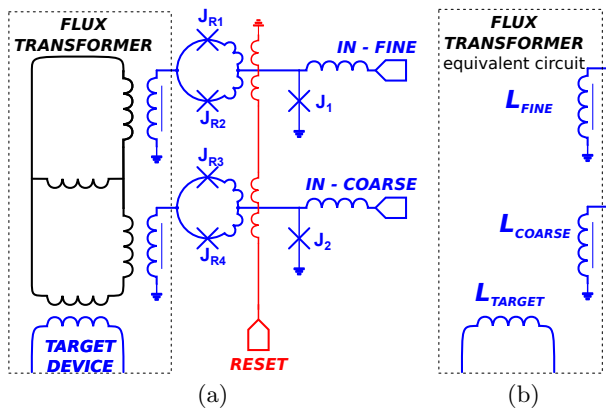 FLUX
TRANSFORMER
J_R1
IN - FINE
J_R2
J_1
J_R3
IN - COARSE
J_R4
J_2
TARGET
DEVICE
RESET
(a)
FLUX
TRANSFORMER
equivalent circuit
L_FINE
L_COARSE
L_TARGET
(b)